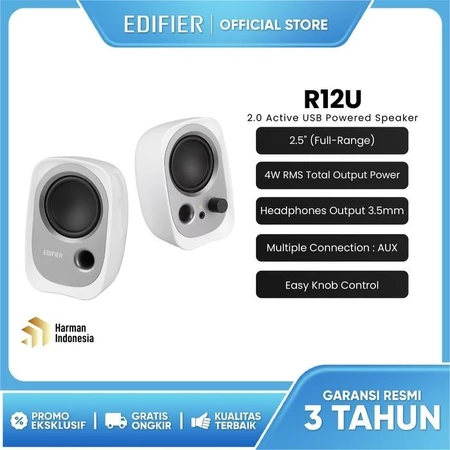 EDIFIER OFFICIAL STORE
R12U
2.0 Active USB Powered Speaker
2.5" (Full-Range)
4W RMS Total Output Power
Headphones Output 3.5mm
Multiple Connection : AUX
Easy Knob Control
EDIFIER
Harman
Indonesia
PROMO
EKSKLUSIF
GRATIS
ONGKIR
KUALITAS
TERBAIK
GARANSI RESMI
3 TAHUN